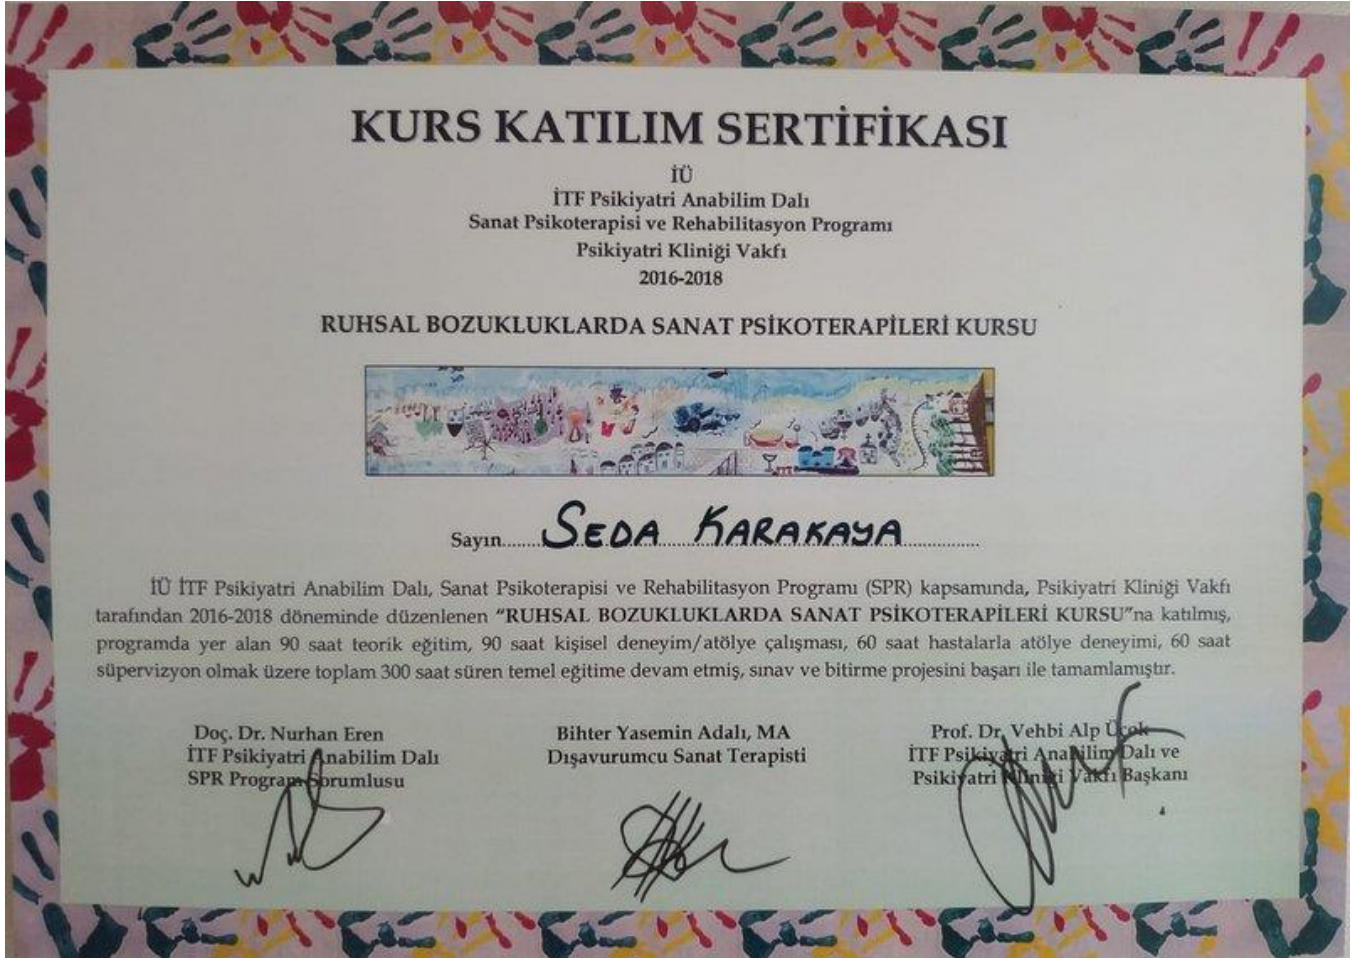 KURS KATILIM SERTİFİKASI
İÜ
İTF Psikiyatri Anabilim Dalı
Sanat Psikoterapisi ve Rehabilitasyon Programı
Psikiyatri Kliniği Vakfı
2016-2018
RUHSAL BOZUKLUKLARDA SANAT PSİKOTERAPİLERİ KURSU
Sayın SEDA KARAKAYA
İÜ İTF Psikiyatri Anabilim Dalı, Sanat Psikoterapisi ve Rehabilitasyon Programı (SPR) kapsamında, Psikiyatri Kliniği Vakfı
tarafından 2016-2018 döneminde düzenlenen “RUHSAL BOZUKLUKLARDA SANAT PSİKOTERAPİLERİ KURSU”na katılmış,
programda yer alan 90 saat teorik eğitim, 90 saat kişisel deneyim/atölye çalışması, 60 saat hastalarla atölye deneyimi, 60 saat
süpervizyon olmak üzere toplam 300 saat süren temel eğitime devam etmiş, sınav ve bitirme projesini başarı ile tamamlamıştır.
Doç. Dr. Nurhan Eren
İTF Psikiyatri Anabilim Dalı
SPR Program Sorumlusu
Bihter Yasemin Adalı, MA
Dışavurumcu Sanat Terapisti
Prof. Dr. Vehbi Alp Üçok
İTF Psikiyatri Anabilim Dalı ve
Psikiyatri Kliniği Vakfı Başkanı